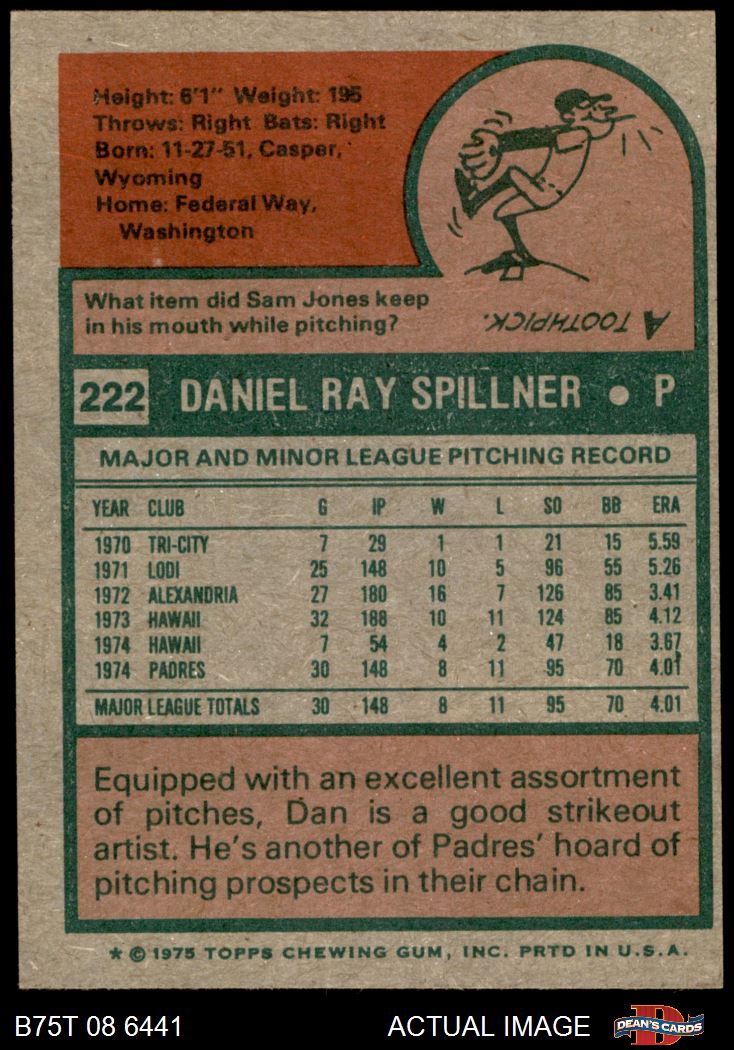 Height: 6'1" Weight: 195
Throws: Right Bats: Right
Born: 11-27-51, Casper,
Wyoming
Home: Federal Way,
Washington
What item did Sam Jones keep
in his mouth while pitching?
A TOOTHPICK.
222 DANIEL RAY SPILLNER • P
MAJOR AND MINOR LEAGUE PITCHING RECORD
YEAR CLUB G IP W L SO BB ERA
1970 TRI-CITY 7 29 1 1 21 15 5.59
1971 LODI 25 148 10 5 96 55 5.26
1972 ALEXANDRIA 27 180 16 7 126 85 3.41
1973 HAWAII 32 188 10 11 124 85 4.12
1974 HAWAII 7 54 4 2 47 18 3.67
1974 PADRES 30 148 8 11 95 70 4.01
MAJOR LEAGUE TOTALS 30 148 8 11 95 70 4.01
Equipped with an excellent assortment
of pitches, Dan is a good strikeout
artist. He's another of Padres' hoard of
pitching prospects in their chain.
* © 1975 TOPPS CHEWING GUM, INC. PRTD IN U.S.A.
B75T 08 6441 ACTUAL IMAGE DEAN'S CARDS